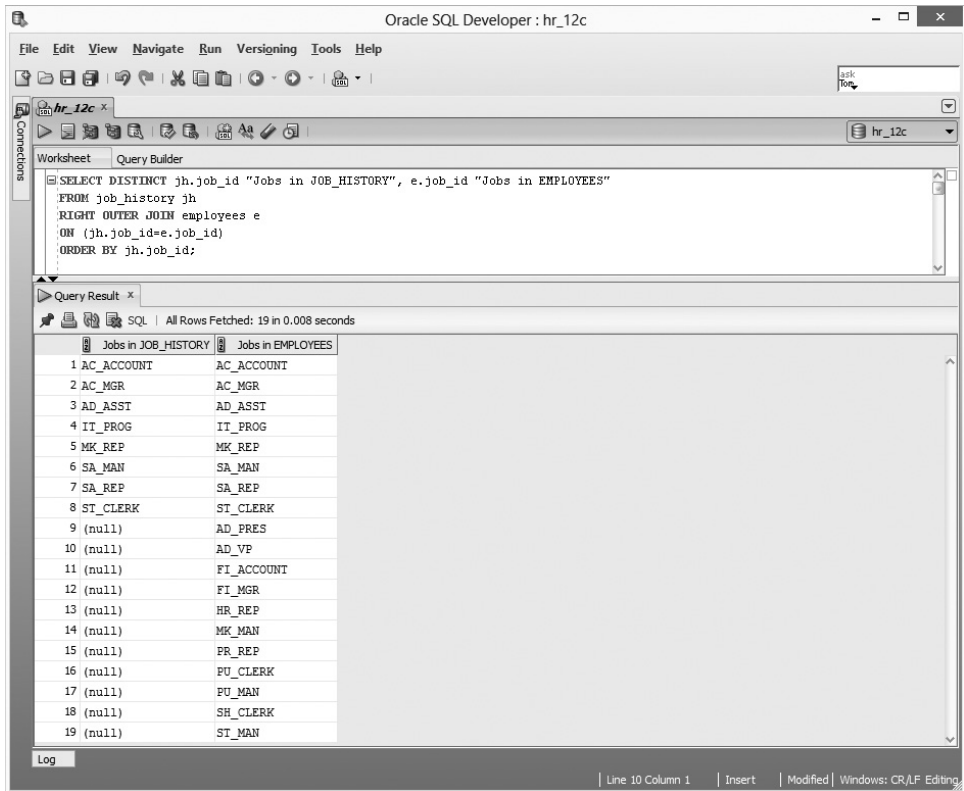 Oracle SQL Developer : hr_12c
File Edit View Navigate Run Versioning Tools Help
ask
Tom
hr_12c
Connections
hr_12c
Worksheet Query Builder
SELECT DISTINCT jh.job_id "Jobs in JOB_HISTORY", e.job_id "Jobs in EMPLOYEES"
FROM job_history jh
RIGHT OUTER JOIN employees e
ON (jh.job_id=e.job_id)
ORDER BY jh.job_id;
Query Result x
SQL | All Rows Fetched: 19 in 0.008 seconds
Jobs in JOB_HISTORY Jobs in EMPLOYEES
1 AC_ACCOUNT AC_ACCOUNT
2 AC_MGR AC_MGR
3 AD_ASST AD_ASST
4 IT_PROG IT_PROG
5 MK_REP MK_REP
6 SA_MAN SA_MAN
7 SA_REP SA_REP
8 ST_CLERK ST_CLERK
9 (null) AD_PRES
10 (null) AD_VP
11 (null) FI_ACCOUNT
12 (null) FI_MGR
13 (null) HR_REP
14 (null) MK_MAN
15 (null) PR_REP
16 (null) PU_CLERK
17 (null) PU_MAN
18 (null) SH_CLERK
19 (null) ST_MAN
Log
Line 10 Column 1 | Insert | Modified | Windows: CR/LF Editing